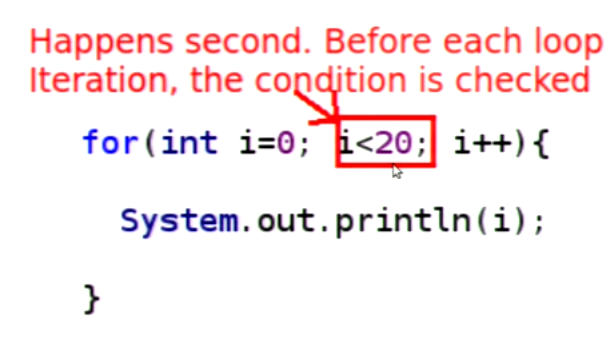 Happens second. Before each loop
Iteration, the condition is checked
for(int i=0; i<20; i++){
System.out.println(i);
}